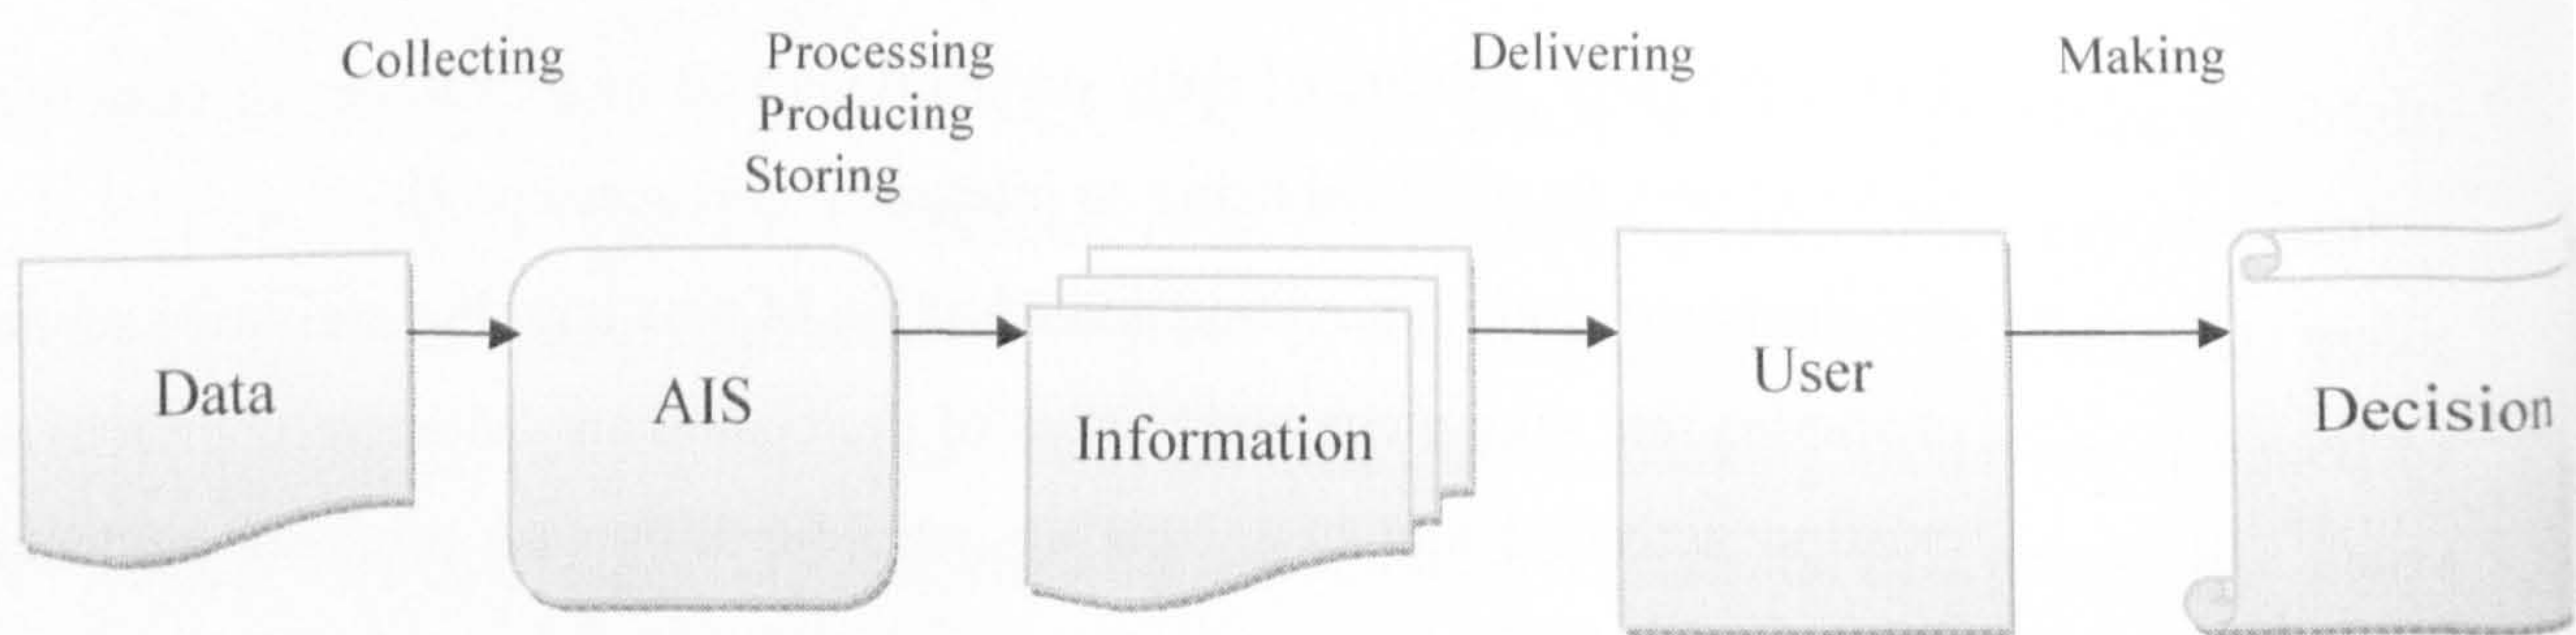 Collecting
Processing
Producing
Storing
Delivering
Making
Data
AIS
Information
User
Decision